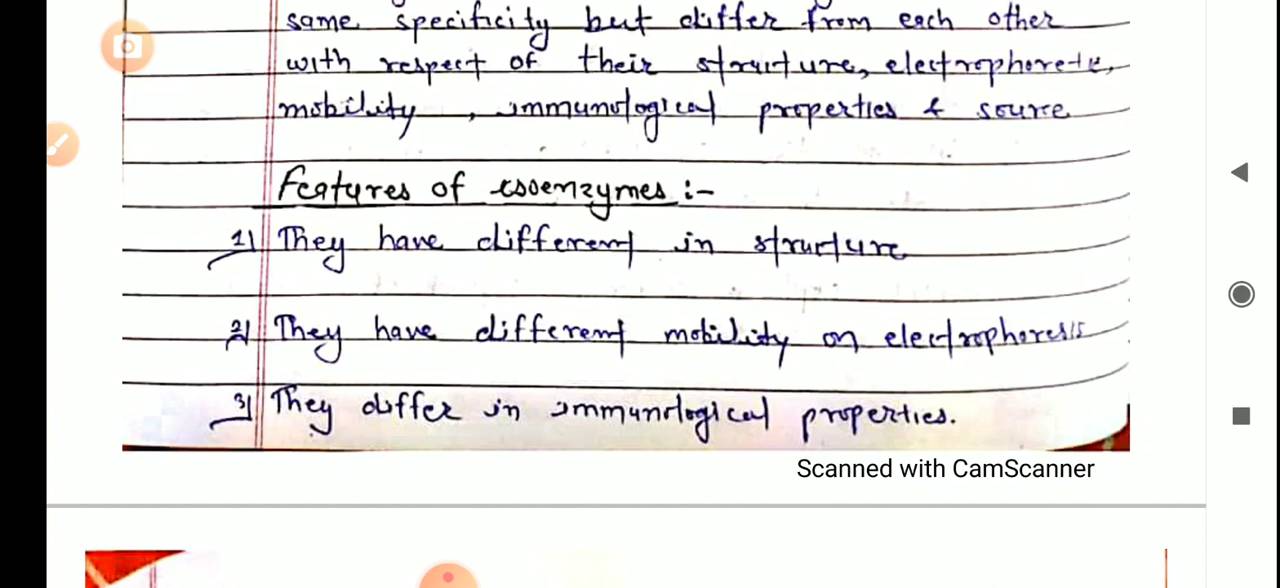 same specificity but differ from each other
with respect of their structure, electrophoretic,
mobility, immunological properties & source
Features of isoenzymes :-
1) They have different in structure
2) They have different mobility on electrophoresis
3) They differ in immunological properties.
Scanned with CamScanner